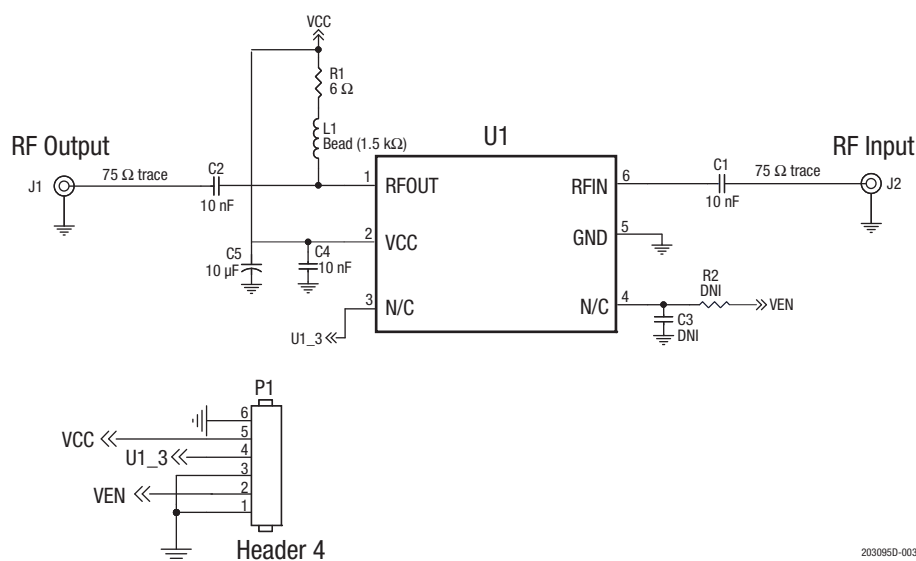 VCC
R1
6 Ω
L1
Bead (1.5 kΩ)
U1
RF Output
RF Input
J1
75 Ω trace
C2
10 nF
1
RFOUT
RFIN
6
C1
10 nF
75 Ω trace
J2
2
VCC
GND
5
C5
10 µF
C4
10 nF
3
N/C
N/C
4
R2
DNI
VEN
C3
DNI
U1_3
P1
6
VCC
5
U1_3
4
3
VEN
2
1
Header 4
203095D-003